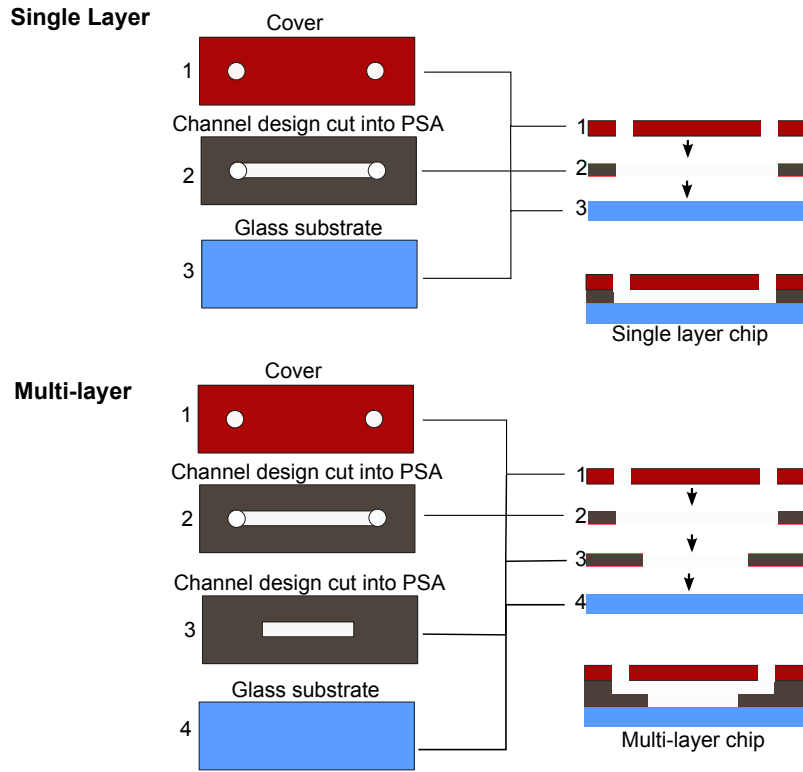 Single Layer
Cover
1
Channel design cut into PSA
2
Glass substrate
3
1
2
3
Single layer chip
Multi-layer
Cover
1
Channel design cut into PSA
2
Channel design cut into PSA
3
Glass substrate
4
1
2
3
4
Multi-layer chip